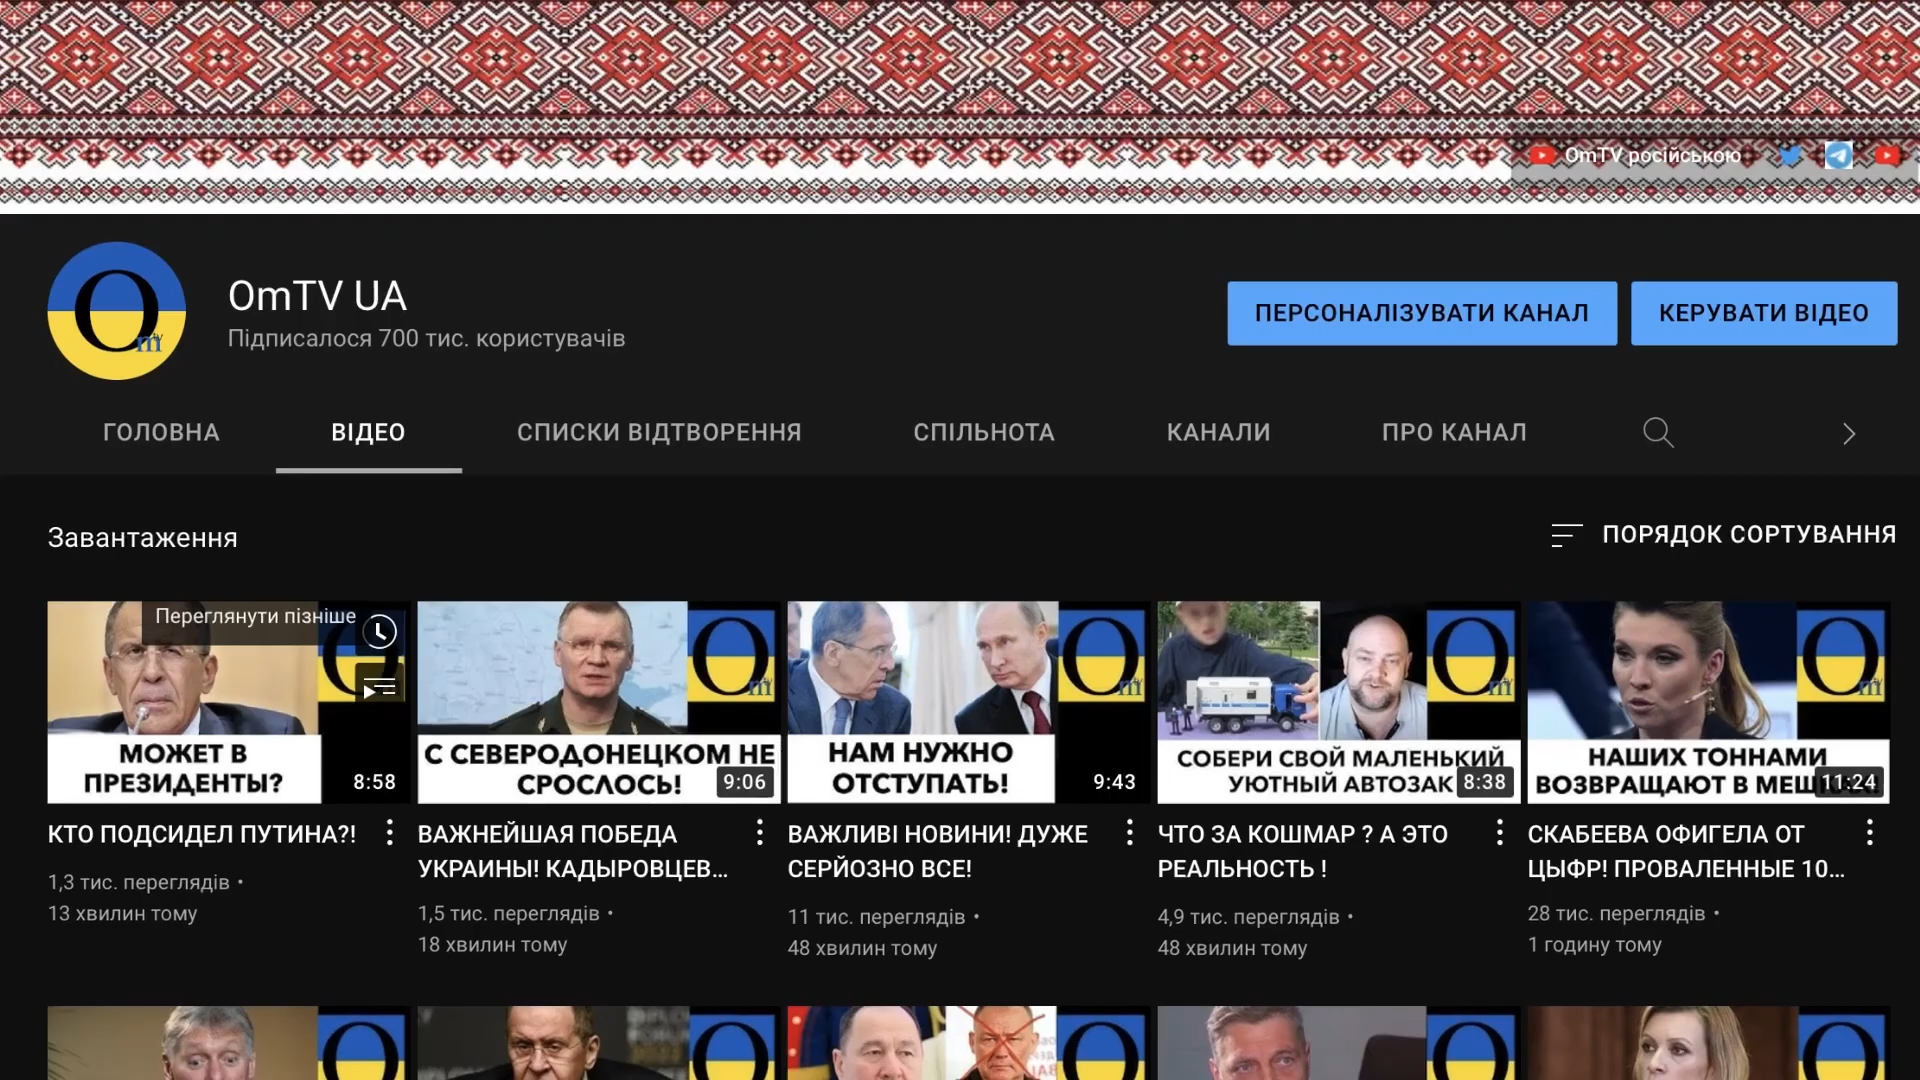 OmTV російською
OmTV UA
Підписалося 700 тис. користувачів
ПЕРСОНАЛІЗУВАТИ КАНАЛ
КЕРУВАТИ ВІДЕО
ГОЛОВНА
ВІДЕО
СПИСКИ ВІДТВОРЕННЯ
СПІЛЬНОТА
КАНАЛИ
ПРО КАНАЛ
Завантаження
ПОРЯДОК СОРТУВАННЯ
Переглянути пізніше
МОЖЕТ В
ПРЕЗИДЕНТЫ?
8:58
КТО ПОДСИДЕЛ ПУТИНА?!
1,3 тис. переглядів •
13 хвилин тому
С СЕВЕРОДОНЕЦКОМ НЕ
СРОСЛОСЬ!
9:06
ВАЖНЕЙШАЯ ПОБЕДА
УКРАИНЫ! КАДЫРОВЦЕВ...
1,5 тис. переглядів •
18 хвилин тому
НАМ НУЖНО
ОТСТУПАТЬ!
9:43
ВАЖЛИВІ НОВИНИ! ДУЖЕ
СЕРЙОЗНО ВСЕ!
11 тис. переглядів •
48 хвилин тому
СОБЕРИ СВОЙ МАЛЕНЬКИЙ
УЮТНЫЙ АВТОЗАК
8:38
ЧТО ЗА КОШМАР ? А ЭТО
РЕАЛЬНОСТЬ !
4,9 тис. переглядів •
48 хвилин тому
НАШИХ ТОННАМИ
ВОЗВРАЩАЮТ В
11:24
СКАБЕЕВА ОФИГЕЛА ОТ
ЦЫФР! ПРОВАЛЕННЫЕ 10...
28 тис. переглядів •
1 годину тому